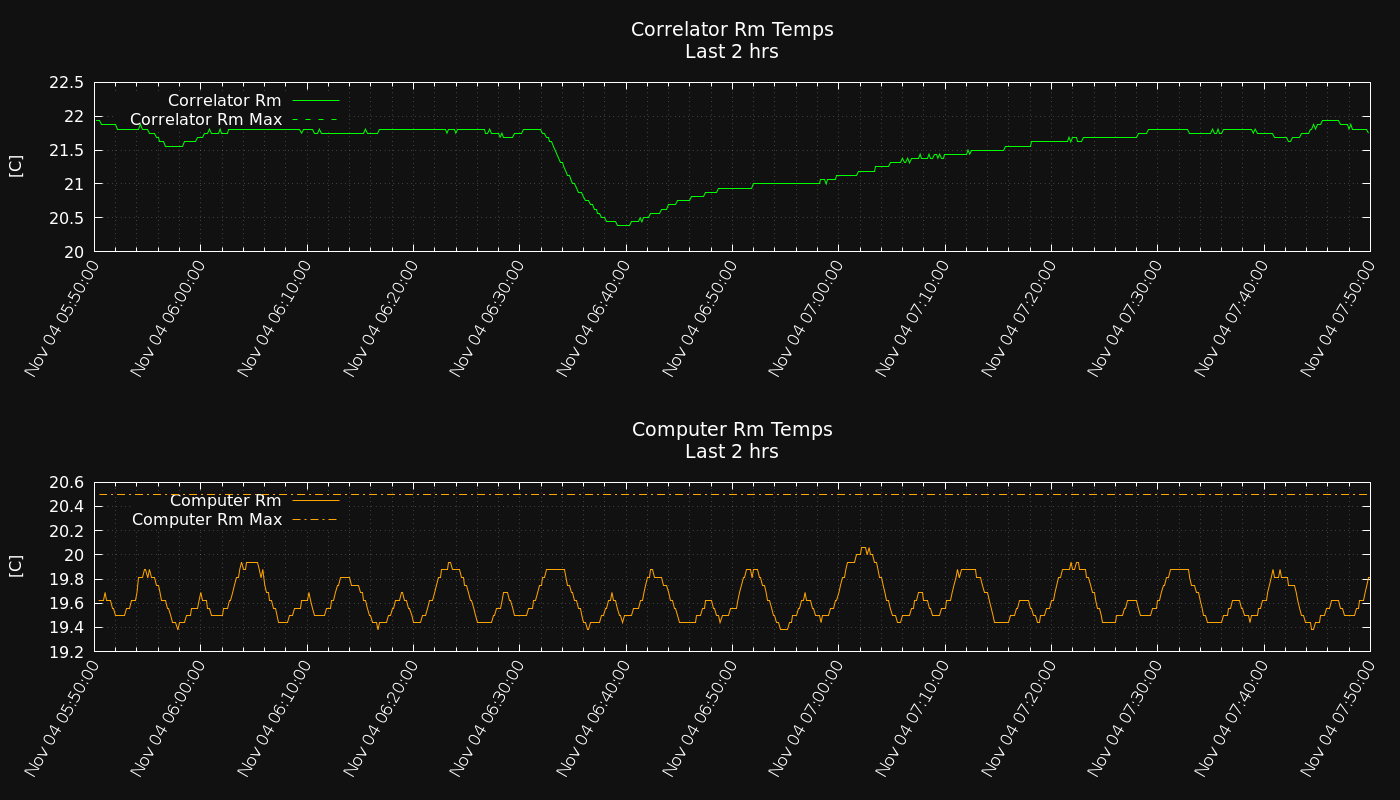 Correlator Rm Temps
Last 2 hrs
22.5
22
21.5
21
20.5
20
[C]
Correlator Rm
Correlator Rm Max
Nov 04 05:50:00
Nov 04 06:00:00
Nov 04 06:10:00
Nov 04 06:20:00
Nov 04 06:30:00
Nov 04 06:40:00
Nov 04 06:50:00
Nov 04 07:00:00
Nov 04 07:10:00
Nov 04 07:20:00
Nov 04 07:30:00
Nov 04 07:40:00
Nov 04 07:50:00
Computer Rm Temps
Last 2 hrs
20.6
20.4
20.2
20
19.8
19.6
19.4
19.2
[C]
Computer Rm
Computer Rm Max
Nov 04 05:50:00
Nov 04 06:00:00
Nov 04 06:10:00
Nov 04 06:20:00
Nov 04 06:30:00
Nov 04 06:40:00
Nov 04 06:50:00
Nov 04 07:00:00
Nov 04 07:10:00
Nov 04 07:20:00
Nov 04 07:30:00
Nov 04 07:40:00
Nov 04 07:50:00